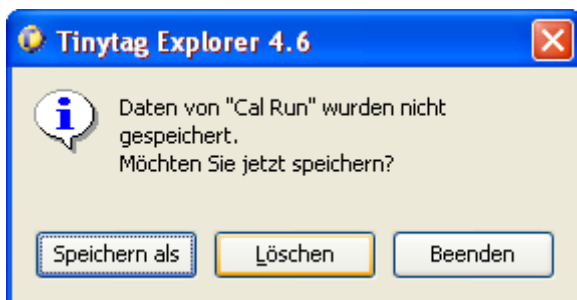 Tinytag Explorer 4.6
Daten von "Cal Run" wurden nicht
gespeichert.
Möchten Sie jetzt speichern?
Speichern als
Löschen
Beenden